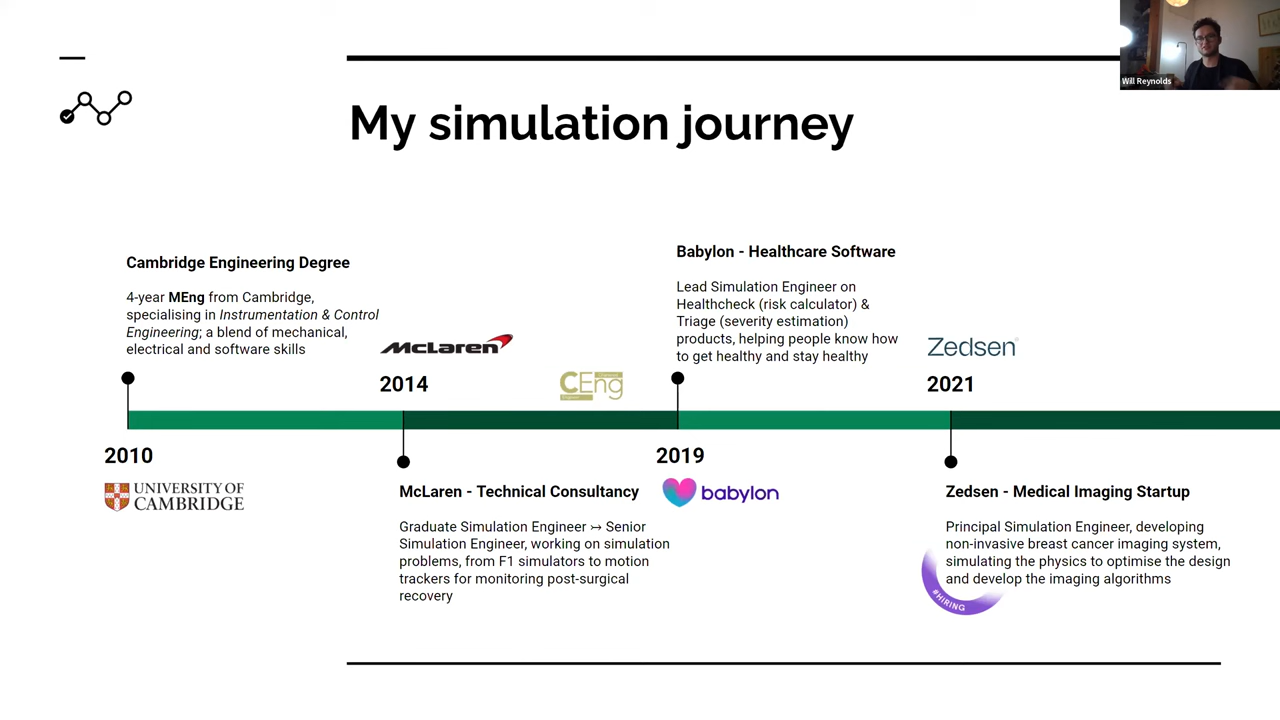 Will Reynolds
My simulation journey
Cambridge Engineering Degree
4-year MEng from Cambridge,
specialising in Instrumentation & Control
Engineering; a blend of mechanical,
electrical and software skills
McLaren
2014
CEng
Babylon - Healthcare Software
Lead Simulation Engineer on
Healthcheck (risk calculator) &
Triage (severity estimation)
products, helping people know how
to get healthy and stay healthy
Zedsen
2021
2010
UNIVERSITY OF
CAMBRIDGE
McLaren - Technical Consultancy
Graduate Simulation Engineer ↣ Senior
Simulation Engineer, working on simulation
problems, from F1 simulators to motion
trackers for monitoring post-surgical
recovery
2019
babylon
Zedsen - Medical Imaging Startup
Principal Simulation Engineer, developing
non-invasive breast cancer imaging system,
simulating the physics to optimise the design
and develop the imaging algorithms
#HIRING